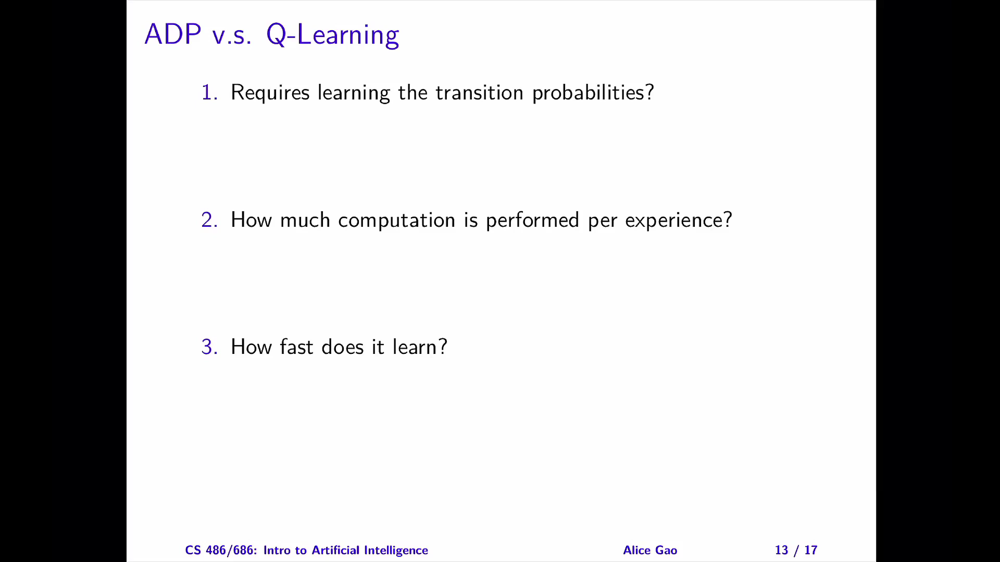 ADP v.s. Q-Learning
1. Requires learning the transition probabilities?
2. How much computation is performed per experience?
3. How fast does it learn?
CS 486/686: Intro to Artificial Intelligence Alice Gao 13 / 17